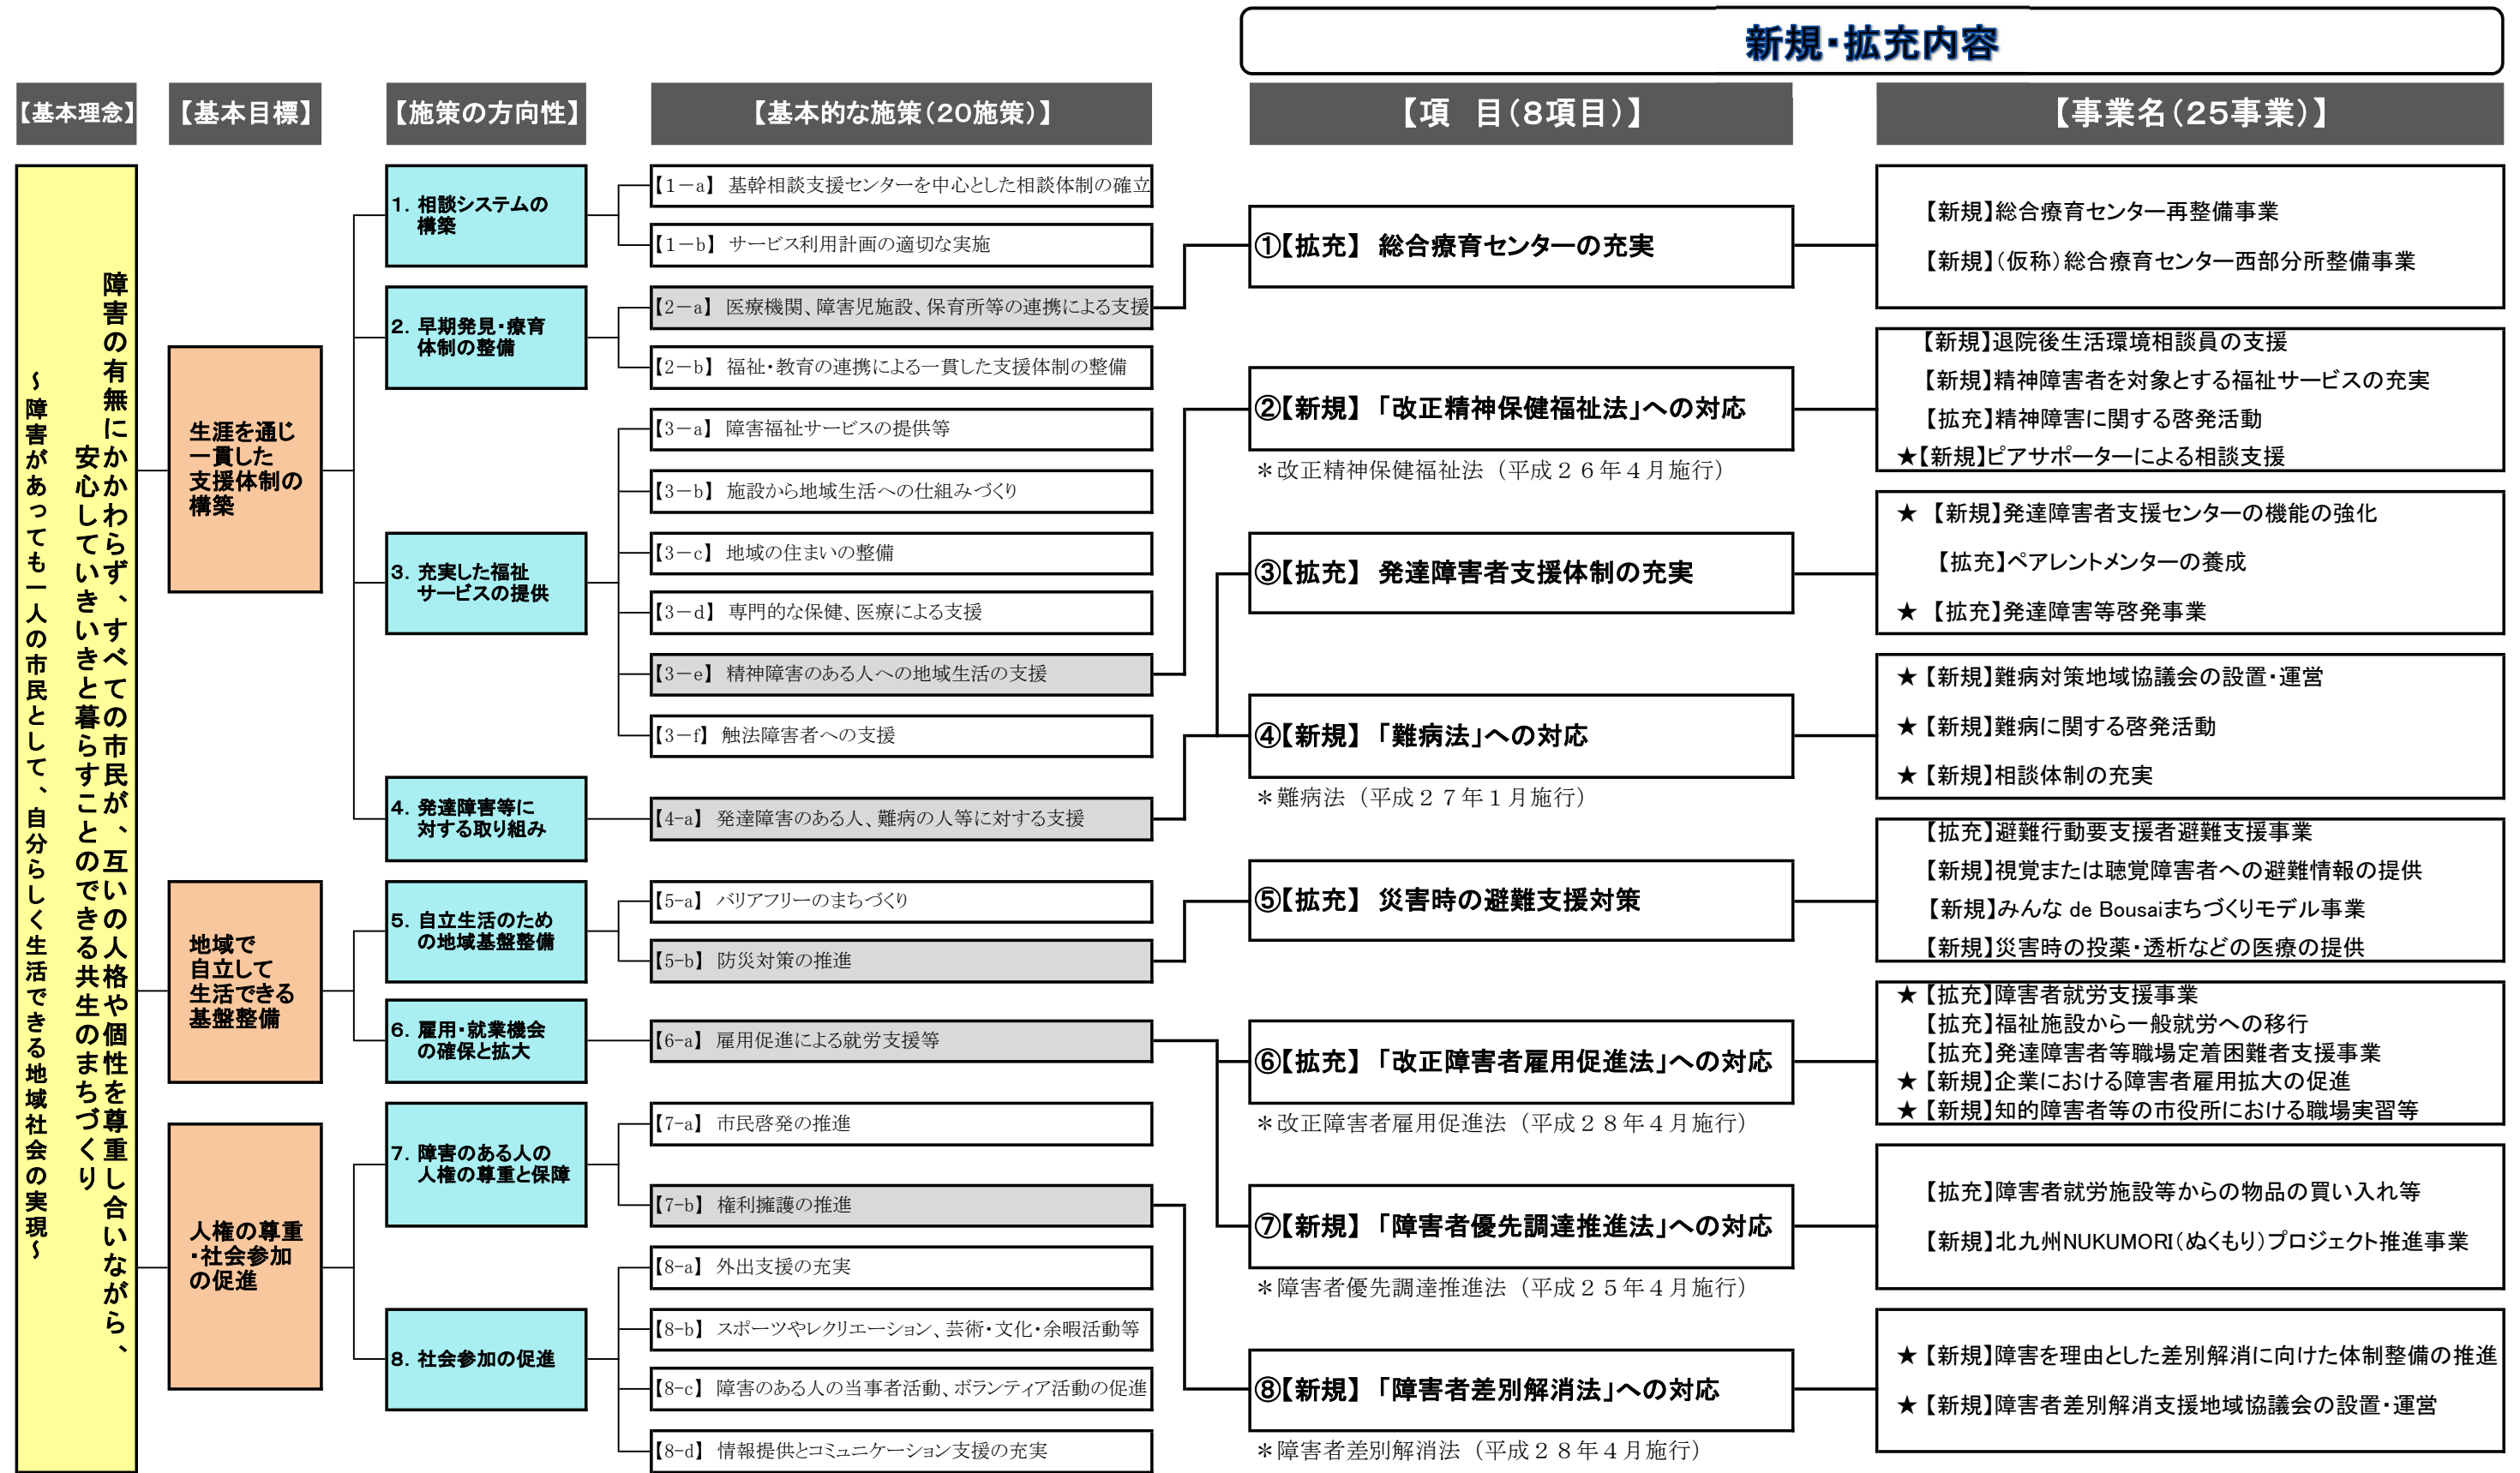 新規・拡充内容
【基本理念】
【基本目標】
【施策の方向性】
【基本的な施策（20施策）】
【項　目（8項目）】
【事業名（25事業）】
障害の有無にかかわらず、すべての市民が、互いの人格や個性を尊重し合いながら、
安心していきいきと暮らすことのできる共生のまちづくり
～障害があっても一人の市民として、自分らしく生活できる地域社会の実現～
生涯を通じ
一貫した
支援体制の
構築
地域で
自立して
生活できる
基盤整備
人権の尊重
・社会参加
の促進
1．相談システムの
構築
2．早期発見・療育
体制の整備
3．充実した福祉
サービスの提供
4．発達障害等に
対する取り組み
5．自立生活のため
の地域基盤整備
6．雇用・就業機会
の確保と拡大
7．障害のある人の
人権の尊重と保障
8．社会参加の促進
【1－a】 基幹相談支援センターを中心とした相談体制の確立
【1－b】 サービス利用計画の適切な実施
【2－a】 医療機関、障害児施設、保育所等の連携による支援
【2－b】 福祉・教育の連携による一貫した支援体制の整備
【3－a】 障害福祉サービスの提供等
【3－b】 施設から地域生活への仕組みづくり
【3－c】 地域の住まいの整備
【3－d】 専門的な保健、医療による支援
【3－e】 精神障害のある人への地域生活の支援
【3－f】 触法障害者への支援
【4-a】 発達障害のある人、難病の人等に対する支援
【5-a】 バリアフリーのまちづくり
【5-b】 防災対策の推進
【6-a】 雇用促進による就労支援等
【7-a】 市民啓発の推進
【7-b】 権利擁護の推進
【8-a】 外出支援の充実
【8-b】 スポーツやレクリエーション、芸術・文化・余暇活動等
【8-c】 障害のある人の当事者活動、ボランティア活動の促進
【8-d】 情報提供とコミュニケーション支援の充実
①【拡充】 総合療育センターの充実
②【新規】 「改正精神保健福祉法」への対応
＊改正精神保健福祉法（平成２６年４月施行）
③【拡充】 発達障害者支援体制の充実
④【新規】 「難病法」への対応
＊難病法（平成２７年１月施行）
⑤【拡充】 災害時の避難支援対策
⑥【拡充】 「改正障害者雇用促進法」への対応
＊改正障害者雇用促進法（平成２８年４月施行）
⑦【新規】 「障害者優先調達推進法」への対応
＊障害者優先調達推進法（平成２５年４月施行）
⑧【新規】 「障害者差別解消法」への対応
＊障害者差別解消法（平成２８年４月施行）
【新規】総合療育センター再整備事業
【新規】（仮称）総合療育センター西部分所整備事業
【新規】退院後生活環境相談員の支援
【新規】精神障害者を対象とする福祉サービスの充実
【拡充】精神障害に関する啓発活動
★【新規】ピアサポーターによる相談支援
★ 【新規】発達障害者支援センターの機能の強化
【拡充】ペアレントメンターの養成
★ 【拡充】発達障害等啓発事業
★【新規】難病対策地域協議会の設置・運営
★【新規】難病に関する啓発活動
★【新規】相談体制の充実
【拡充】避難行動要支援者避難支援事業
【新規】視覚または聴覚障害者への避難情報の提供
【新規】みんな de Bousaiまちづくりモデル事業
【新規】災害時の投薬・透析などの医療の提供
★【拡充】障害者就労支援事業
【拡充】福祉施設から一般就労への移行
【拡充】発達障害者等職場定着困難者支援事業
★【新規】企業における障害者雇用拡大の促進
★【新規】知的障害者等の市役所における職場実習等
【拡充】障害者就労施設等からの物品の買い入れ等
【新規】北九州NUKUMORI（ぬくもり）プロジェクト推進事業
★【新規】障害を理由とした差別解消に向けた体制整備の推進
★【新規】障害者差別解消支援地域協議会の設置・運営